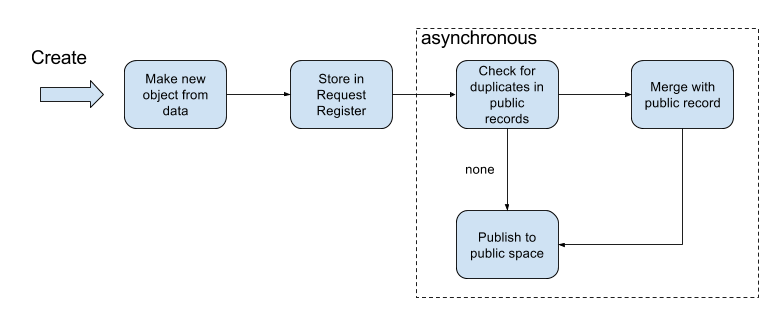 asynchronous
Create
Make new
object from
data
Store in
Request
Register
Check for
duplicates in
public
records
Merge with
public record
none
Publish to
public space